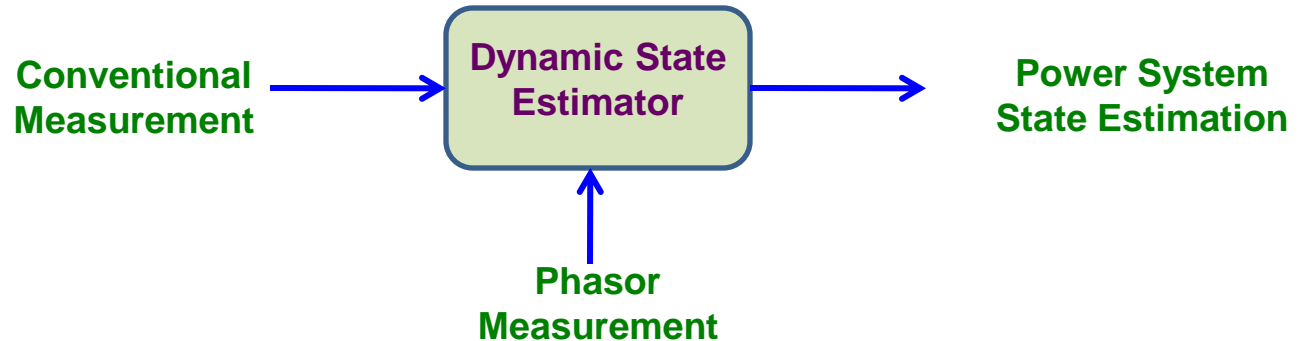 Conventional
Measurement
Dynamic State
Estimator
Power System
State Estimation
Phasor
Measurement